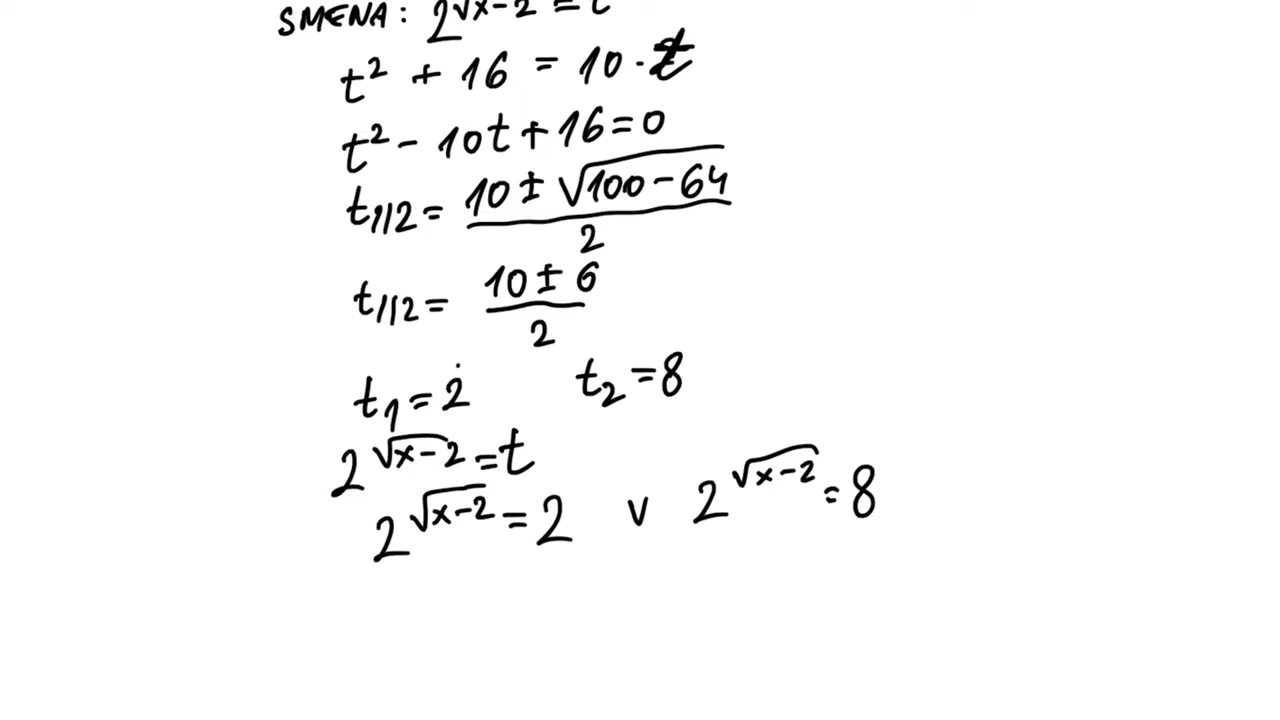 SMENA: 2^√(x-2) = t
t² + 16 = 10 · t
t² - 10t + 16 = 0
t₁/₂ = (10 ± √(100 - 64))/2
t₁/₂ = (10 ± 6)/2
t₁ = 2 t₂ = 8
2^√(x-2) = t
2^√(x-2) = 2 ∨ 2^√(x-2) = 8